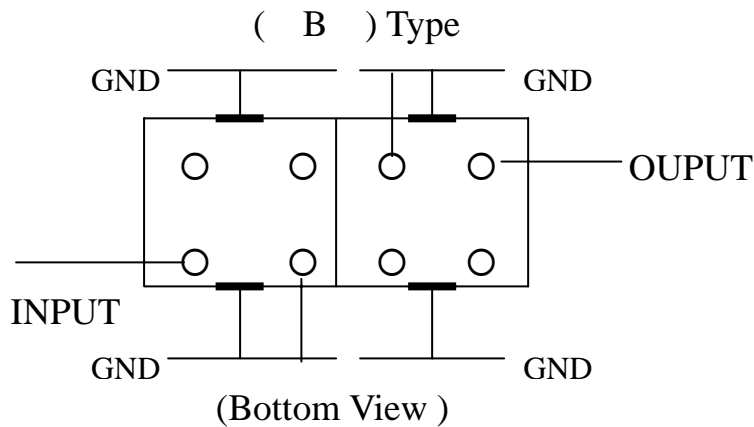 ( B ) Type
GND GND
OUPUT
INPUT
GND GND
(Bottom View )